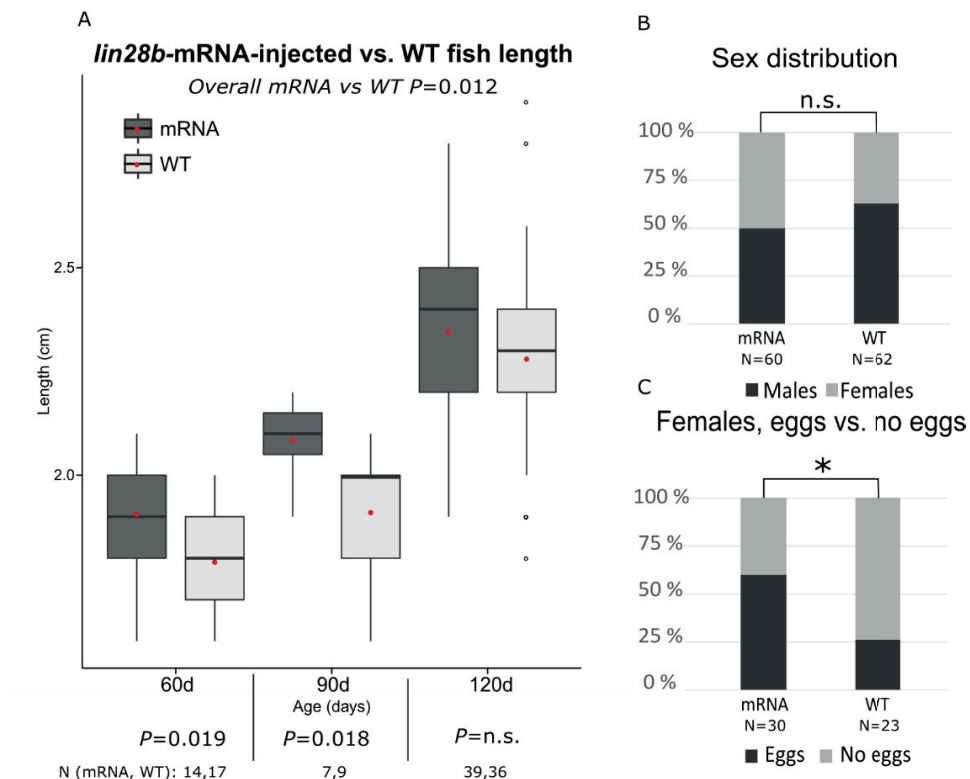 A
lin28b-mRNA-injected vs. WT fish length
Overall mRNA vs WT P=0.012
mRNA
WT
2.5
2.0
Length (cm)
60d
90d
120d
Age (days)
P=0.019
P=0.018
P=n.s.
N (mRNA, WT): 14,17
7,9
39,36
B
Sex distribution
n.s.
100 %
75 %
50 %
25 %
0 %
mRNA
WT
N=60
N=62
Males
Females
C
Females, eggs vs. no eggs
*
100 %
75 %
50 %
25 %
0 %
mRNA
WT
N=30
N=23
Eggs
No eggs